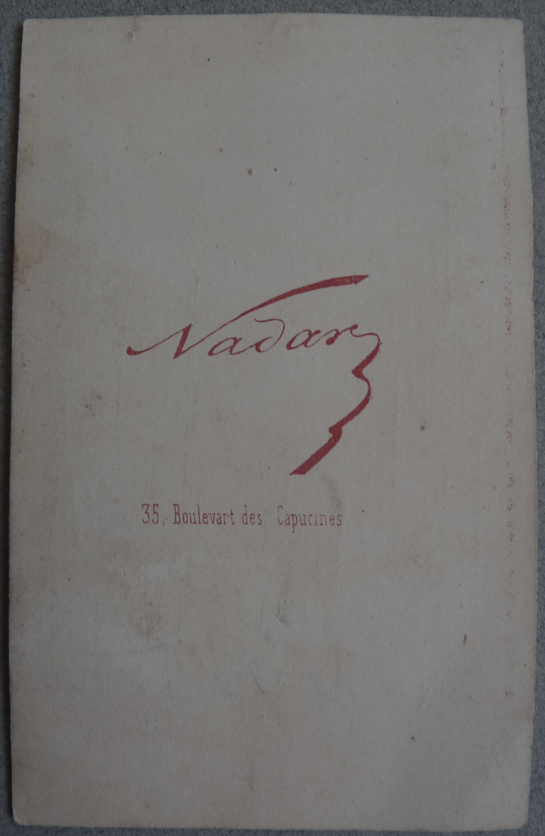 Nadar
35, Boulevart des Capucines